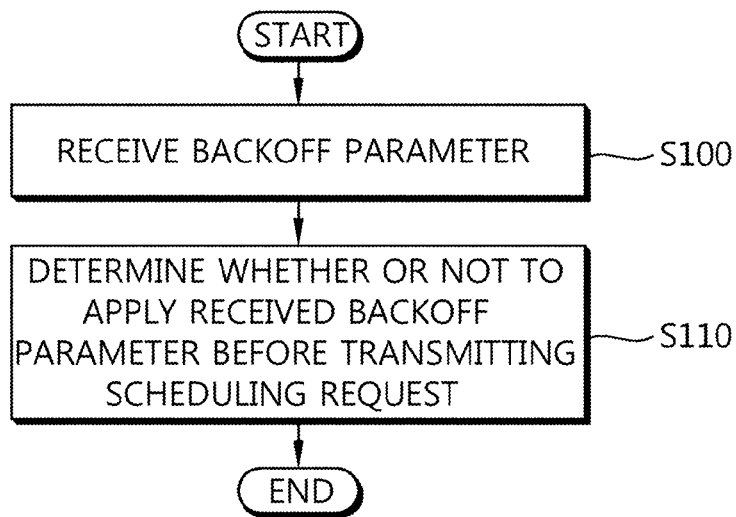 START
RECEIVE BACKOFF PARAMETER
S100
DETERMINE WHETHER OR NOT TO
APPLY RECEIVED BACKOFF
PARAMETER BEFORE TRANSMITTING
SCHEDULING REQUEST
S110
END